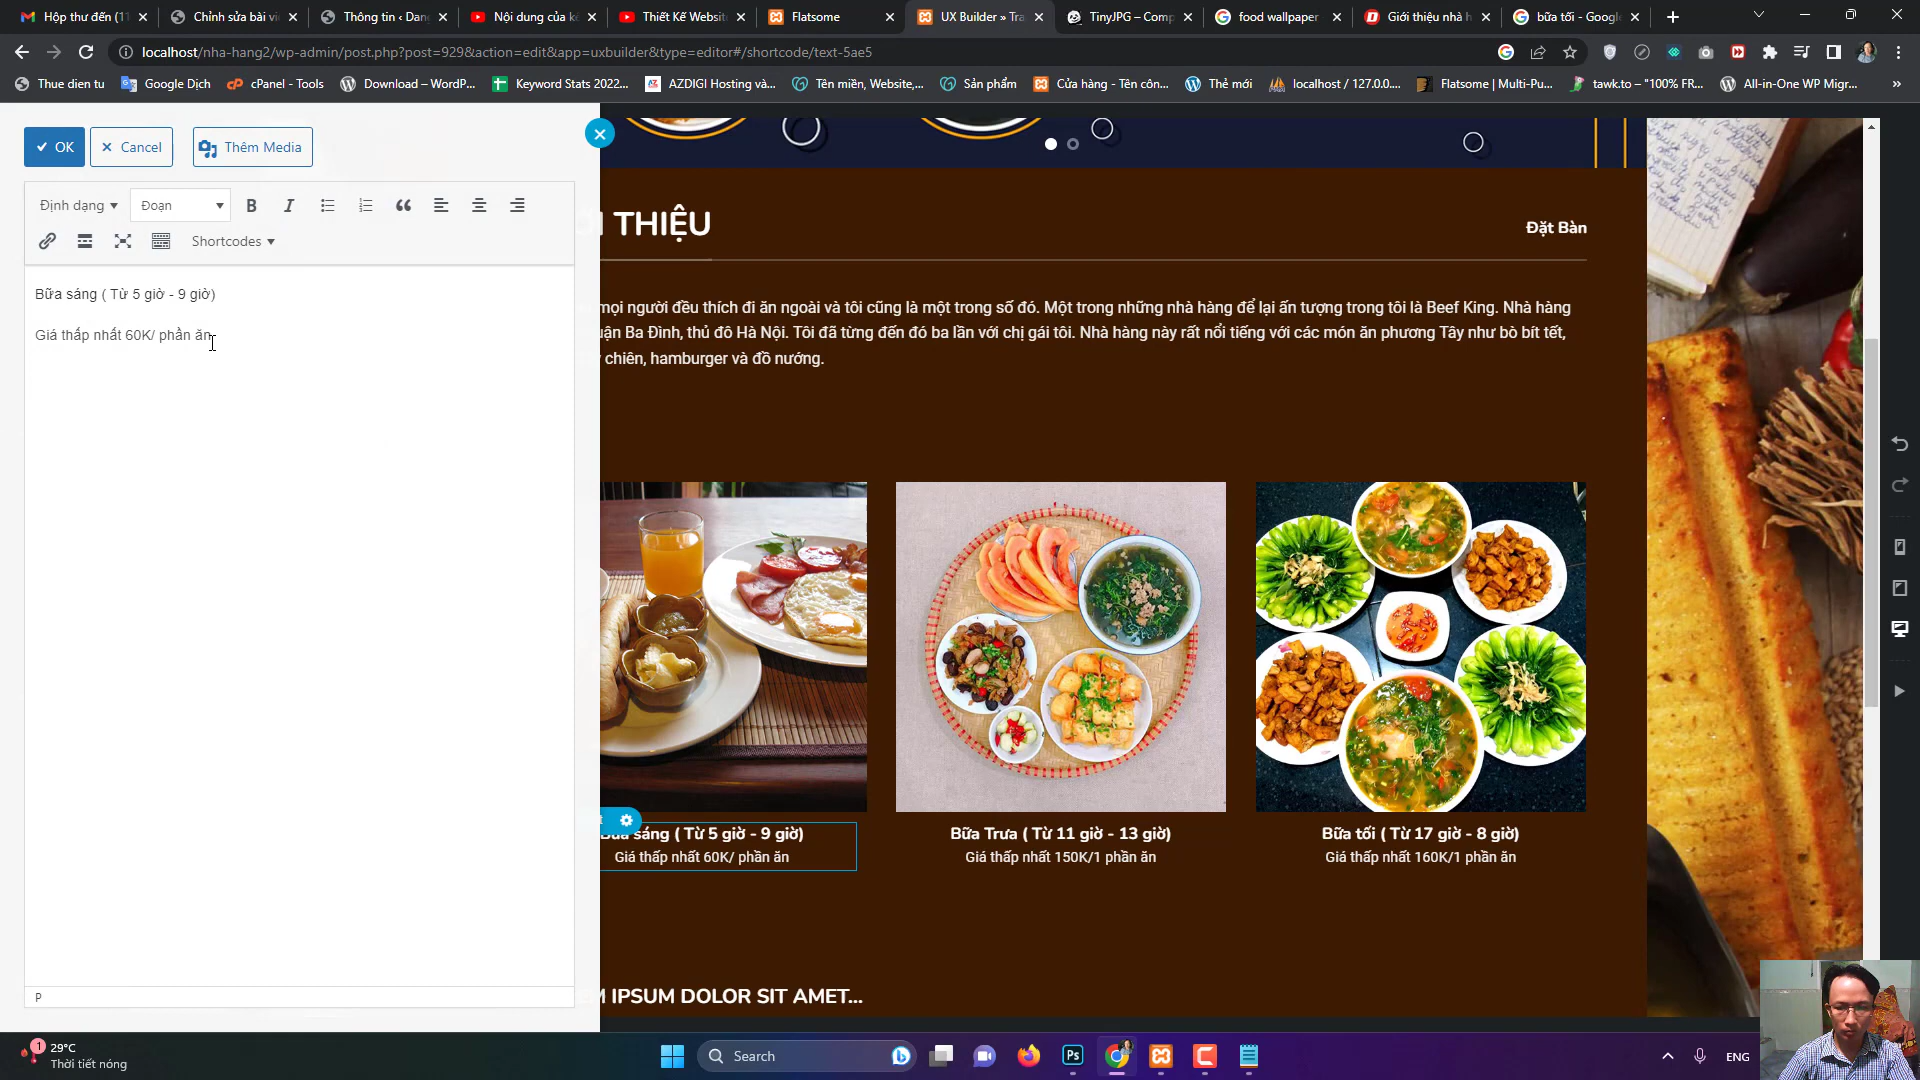 Hộp thư đến (11
Chỉnh sửa bài vi
Thông tin ‹ Dan
Nội dung của k
Thiết Kế Websit
Flatsome
UX Builder » Tra
TinyJPG – Comp
food wallpaper
Giới thiệu nhà h
bữa tối - Google
localhost/nha-hang2/wp-admin/post.php?post=929&action=edit&app=uxbuilder&type=editor#/shortcode/text-5ae5
Thue dien tu
Google Dịch
cPanel - Tools
Download – WordP...
Keyword Stats 2022...
AZDIGI Hosting và...
Tên miền, Website,...
Sản phẩm
Cửa hàng - Tên côn...
Thẻ mới
localhost / 127.0.0....
Flatsome | Multi-Pu...
tawk.to – "100% FR...
All-in-One WP Migr...
OK
Cancel
Thêm Media
Định dạng
Đoạn
B I
Shortcodes
Bữa sáng ( Từ 5 giờ - 9 giờ)
Giá thấp nhất 60K/ phần ăn
P
I THIỆU
Đặt Bàn
mọi người đều thích đi ăn ngoài và tôi cũng là một trong số đó. Một trong những nhà hàng để lại ấn tượng trong tôi là Beef King. Nhà hàng
uận Ba Đình, thủ đô Hà Nội. Tôi đã từng đến đó ba lần với chị gái tôi. Nhà hàng này rất nổi tiếng với các món ăn phương Tây như bò bít tết,
chiên, hamburger và đồ nướng.
Bữa sáng ( Từ 5 giờ - 9 giờ)
Giá thấp nhất 60K/ phần ăn
Bữa Trưa ( Từ 11 giờ - 13 giờ)
Giá thấp nhất 150K/1 phần ăn
Bữa tối ( Từ 17 giờ - 8 giờ)
Giá thấp nhất 160K/1 phần ăn
M IPSUM DOLOR SIT AMET...
1
29°C
Thời tiết nóng
Search
Ps
ENG